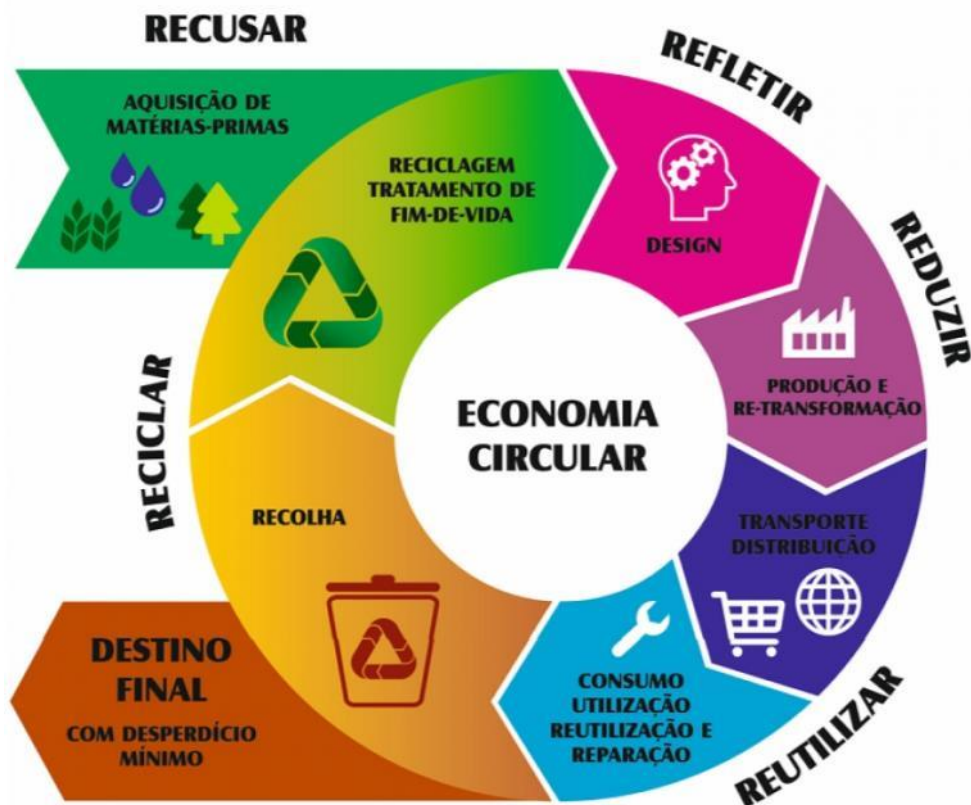 RECUSAR
AQUISIÇÃO DE
MATÉRIAS-PRIMAS
RECICLAGEM
TRATAMENTO DE
FIM-DE-VIDA
REFLETIR
DESIGN
REDUZIR
PRODUÇÃO E
RE-TRANSFORMAÇÃO
ECONOMIA
CIRCULAR
TRANSPORTE
DISTRIBUIÇÃO
REUTILIZAR
CONSUMO
UTILIZAÇÃO
REUTILIZAÇÃO E
REPARAÇÃO
RECICLAR
RECOLHA
DESTINO
FINAL
COM DESPERDÍCIO
MÍNIMO